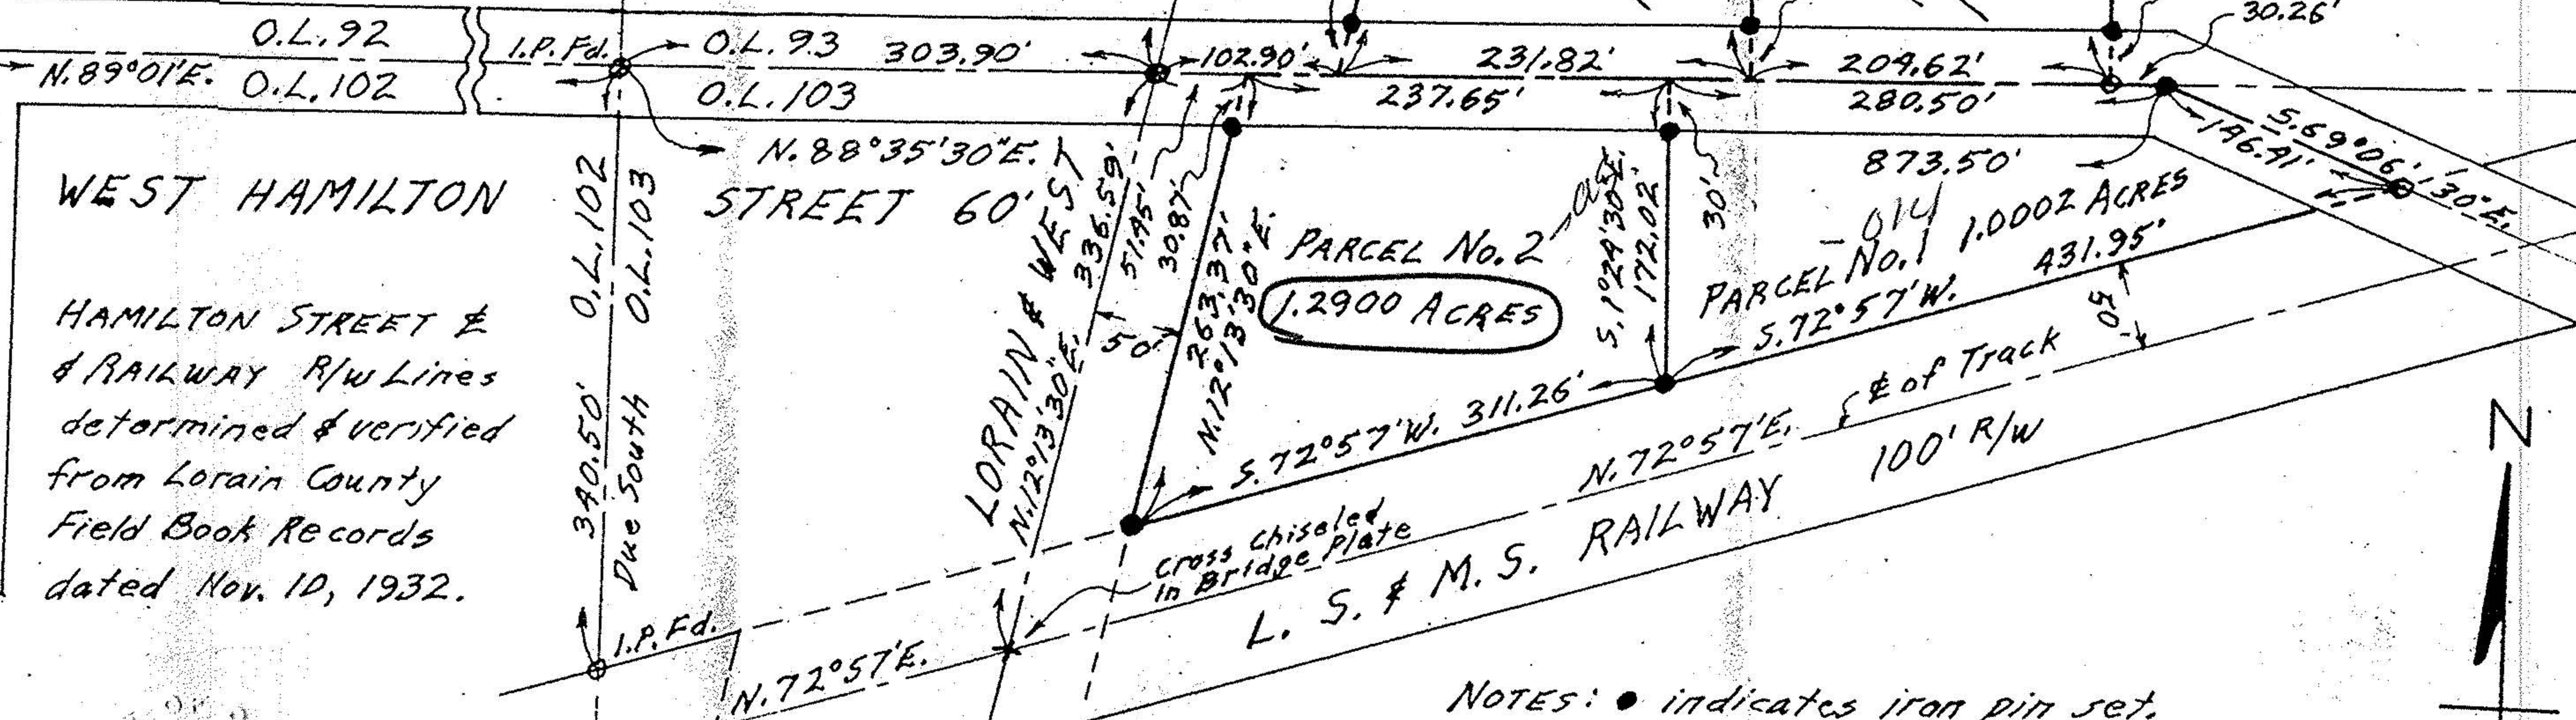 30.26'
O.L. 92
I.P. Fd.
O.L. 93
303.90'
102.90'
231.82'
209.62'
N. 89°01'E.
O.L. 102
O.L. 103
237.65'
280.50'
S. 69°06'30"E.
146.41'
N. 88°35'30"E.
873.50'
WEST HAMILTON
STREET 60'
O.L. 102
O.L. 103
LORAIN & WEST
336.59'
51.45'
30.87'
263.37'
N. 12°13'30"E.
PARCEL No. 2
1.2900 ACRES
S. 1°24'30"E.
172.02'
30'
- 014
PARCEL No. 1 1.0002 ACRES
S. 72°57'W.
431.95'
50'
50'
HAMILTON STREET ℄
& RAILWAY R/W Lines
determined & verified
from Lorain County
Field Book Records
dated Nov. 10, 1932.
340.50'
Due South
N. 12°13'30"E.
S. 72°57'W. 311.26'
℄ of Track
N. 72°57'E.
100' R/W
Cross Chiseled
In Bridge Plate
L. S. & M. S. RAILWAY
I.P. Fd.
N. 72°57'E.
N
NOTES: ● indicates iron pin set.